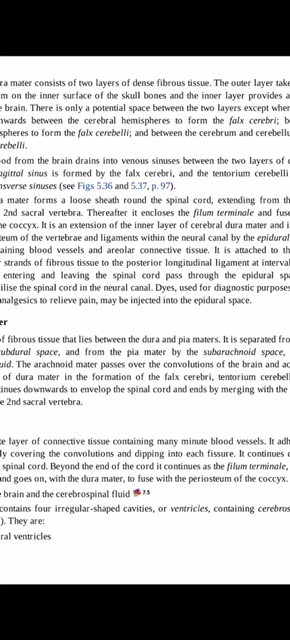 ra mater consists of two layers of dense fibrous tissue. The outer layer take
m on the inner surface of the skull bones and the inner layer provides a
e brain. There is only a potential space between the two layers except wher
nwards between the cerebral hemispheres to form the falx cerebri; b
spheres to form the falx cerebelli; and between the cerebrum and cerebellu
rebelli.
ood from the brain drains into venous sinuses between the two layers of d
agittal sinus is formed by the falx cerebri, and the tentorium cerebelli
nsverse sinuses (see Figs 5.36 and 5.37, p. 97).
a mater forms a loose sheath round the spinal cord, extending from th
2nd sacral vertebra. Thereafter it encloses the filum terminale and fuse
he coccyx. It is an extension of the inner layer of cerebral dura mater and i
teum of the vertebrae and ligaments within the neural canal by the epidural
ntaining blood vessels and areolar connective tissue. It is attached to th
r strands of fibrous tissue to the posterior longitudinal ligament at interval
entering and leaving the spinal cord pass through the epidural spa
ilise the spinal cord in the neural canal. Dyes, used for diagnostic purposes
analgesics to relieve pain, may be injected into the epidural space.
er
of fibrous tissue that lies between the dura and pia maters. It is separated fro
ubdural space, and from the pia mater by the subarachnoid space,
uid. The arachnoid mater passes over the convolutions of the brain and ac
of dura mater in the formation of the falx cerebri, tentorium cerebell
tinues downwards to envelop the spinal cord and ends by merging with the
e 2nd sacral vertebra.
te layer of connective tissue containing many minute blood vessels. It adh
ly covering the convolutions and dipping into each fissure. It continues d
spinal cord. Beyond the end of the cord it continues as the filum terminale,
and goes on, with the dura mater, to fuse with the periosteum of the coccyx.
e brain and the cerebrospinal fluid 7.5
contains four irregular-shaped cavities, or ventricles, containing cerebros
). They are:
ral ventricles